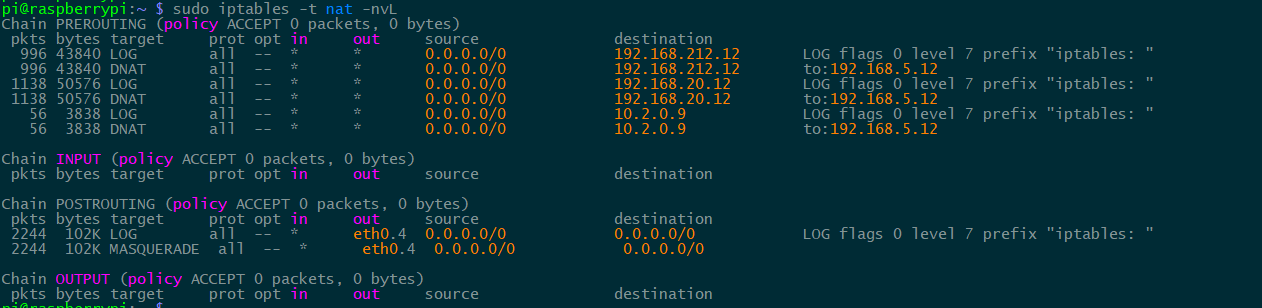 pi@raspberrypi:~ $ sudo iptables -t nat -nvL
Chain PREROUTING (policy ACCEPT 0 packets, 0 bytes)
pkts bytes target prot opt in out source destination
996 43840 LOG all -- * * 0.0.0.0/0 192.168.212.12 LOG flags 0 level 7 prefix "iptables: "
996 43840 DNAT all -- * * 0.0.0.0/0 192.168.212.12 to:192.168.5.12
1138 50576 LOG all -- * * 0.0.0.0/0 192.168.20.12 LOG flags 0 level 7 prefix "iptables: "
1138 50576 DNAT all -- * * 0.0.0.0/0 192.168.20.12 to:192.168.5.12
56 3838 LOG all -- * * 0.0.0.0/0 10.2.0.9 LOG flags 0 level 7 prefix "iptables: "
56 3838 DNAT all -- * * 0.0.0.0/0 10.2.0.9 to:192.168.5.12
Chain INPUT (policy ACCEPT 0 packets, 0 bytes)
pkts bytes target prot opt in out source destination
Chain POSTROUTING (policy ACCEPT 0 packets, 0 bytes)
pkts bytes target prot opt in out source destination
2244 102K LOG all -- * eth0.4 0.0.0.0/0 0.0.0.0/0 LOG flags 0 level 7 prefix "iptables: "
2244 102K MASQUERADE all -- * eth0.4 0.0.0.0/0 0.0.0.0/0
Chain OUTPUT (policy ACCEPT 0 packets, 0 bytes)
pkts bytes target prot opt in out source destination
pi@raspberrypi:~ $